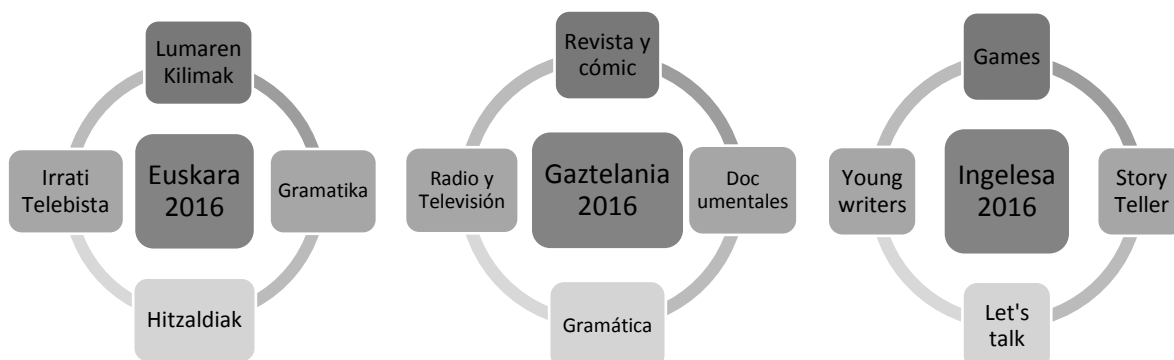 Lumaren
Kilimak
Irrati
Telebista
Euskara
2016
Gramatika
Hitzaldiak
Revista y
cómic
Radio y
Televisión
Gaztelania
2016
Doc
umentales
Gramática
Games
Young
writers
Ingelesa
2016
Story
Teller
Let's
talk